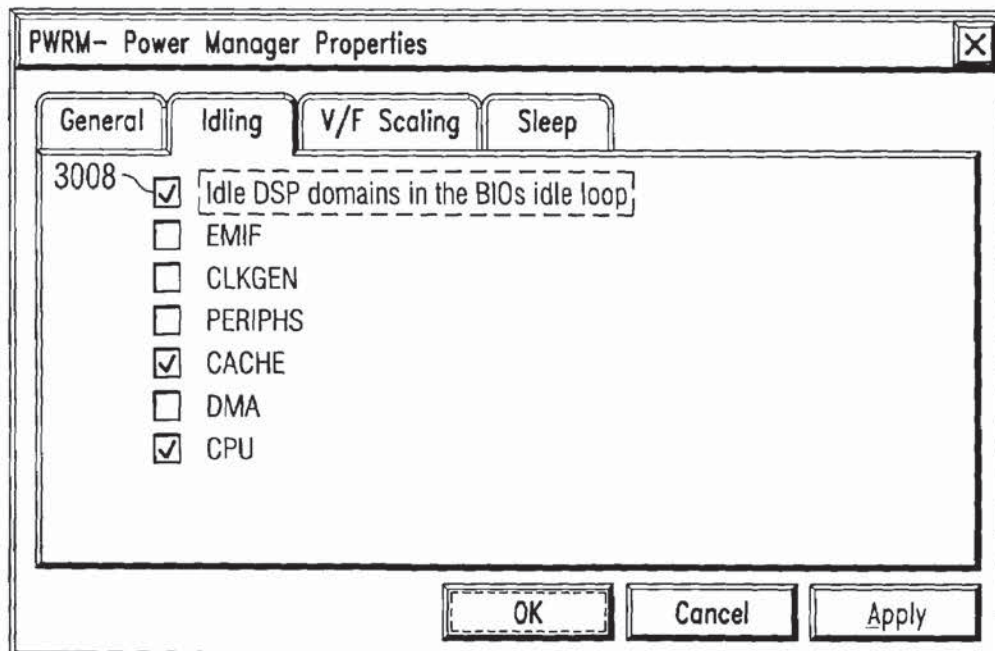 PWRM- Power Manager Properties
General Idling V/F Scaling Sleep
3008 Idle DSP domains in the BIOs idle loop
EMIF
CLKGEN
PERIPHS
CACHE
DMA
CPU
OK Cancel Apply